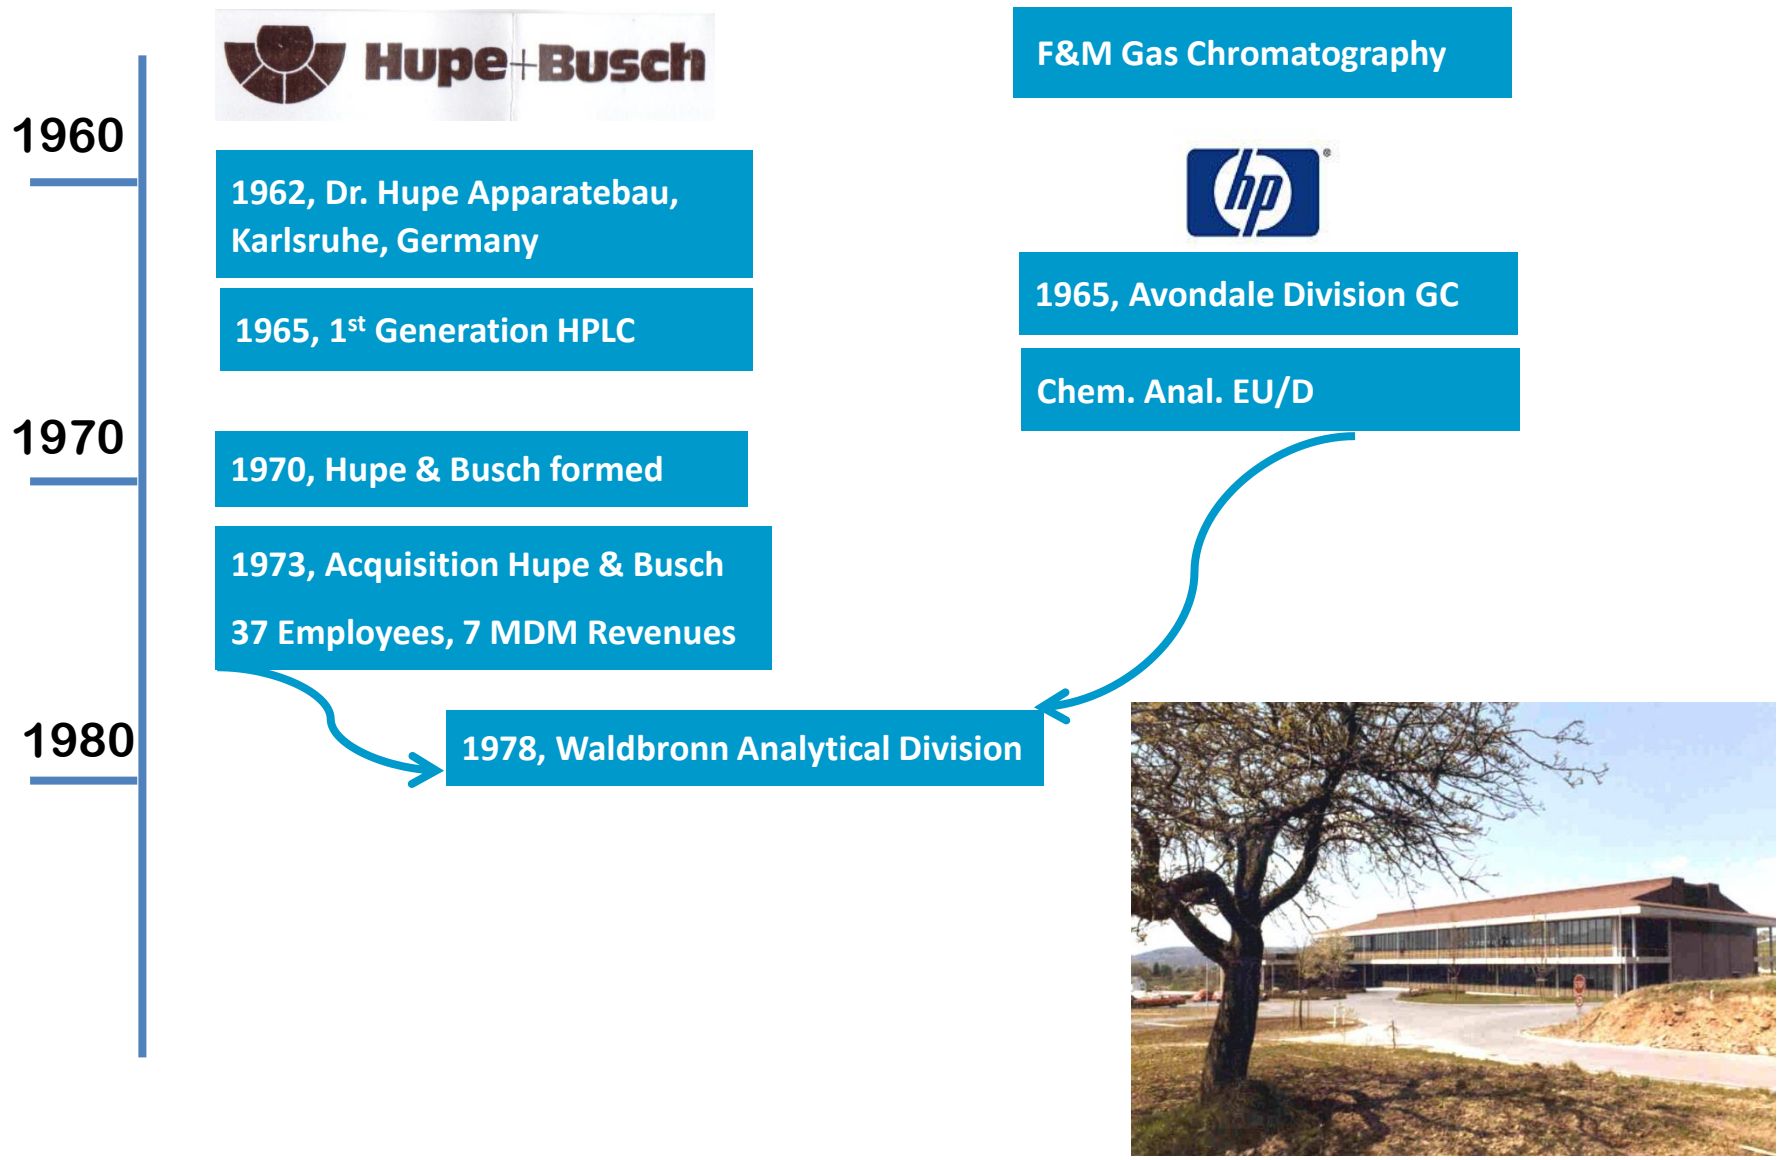 Hupe+Busch
F&M Gas Chromatography
1960
hp
®
1962, Dr. Hupe Apparatebau,
Karlsruhe, Germany
1965, Avondale Division GC
1965, 1st Generation HPLC
Chem. Anal. EU/D
1970
1970, Hupe & Busch formed
1973, Acquisition Hupe & Busch
37 Employees, 7 MDM Revenues
1980
1978, Waldbronn Analytical Division